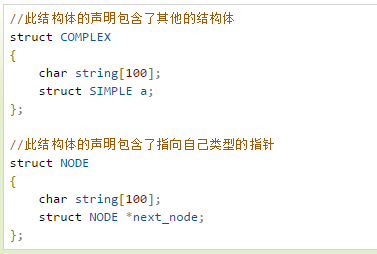 //此结构体的声明包含了其他的结构体
struct COMPLEX
{
    char string[100];
    struct SIMPLE a;
};

//此结构体的声明包含了指向自己类型的指针
struct NODE
{
    char string[100];
    struct NODE *next_node;
};